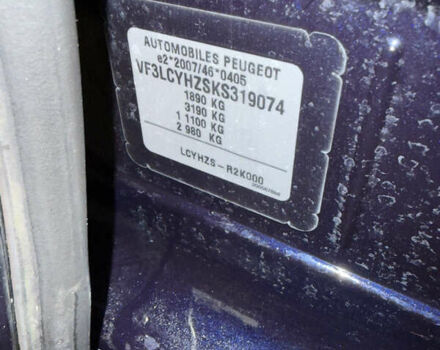 AUTOMOBILES PEUGEOT
e2*2007/46*0405
VF3LCYHZSKS319074
1890 KG
3190 KG
1 1100 KG
2 980 KG
LCYHZS-R2K000